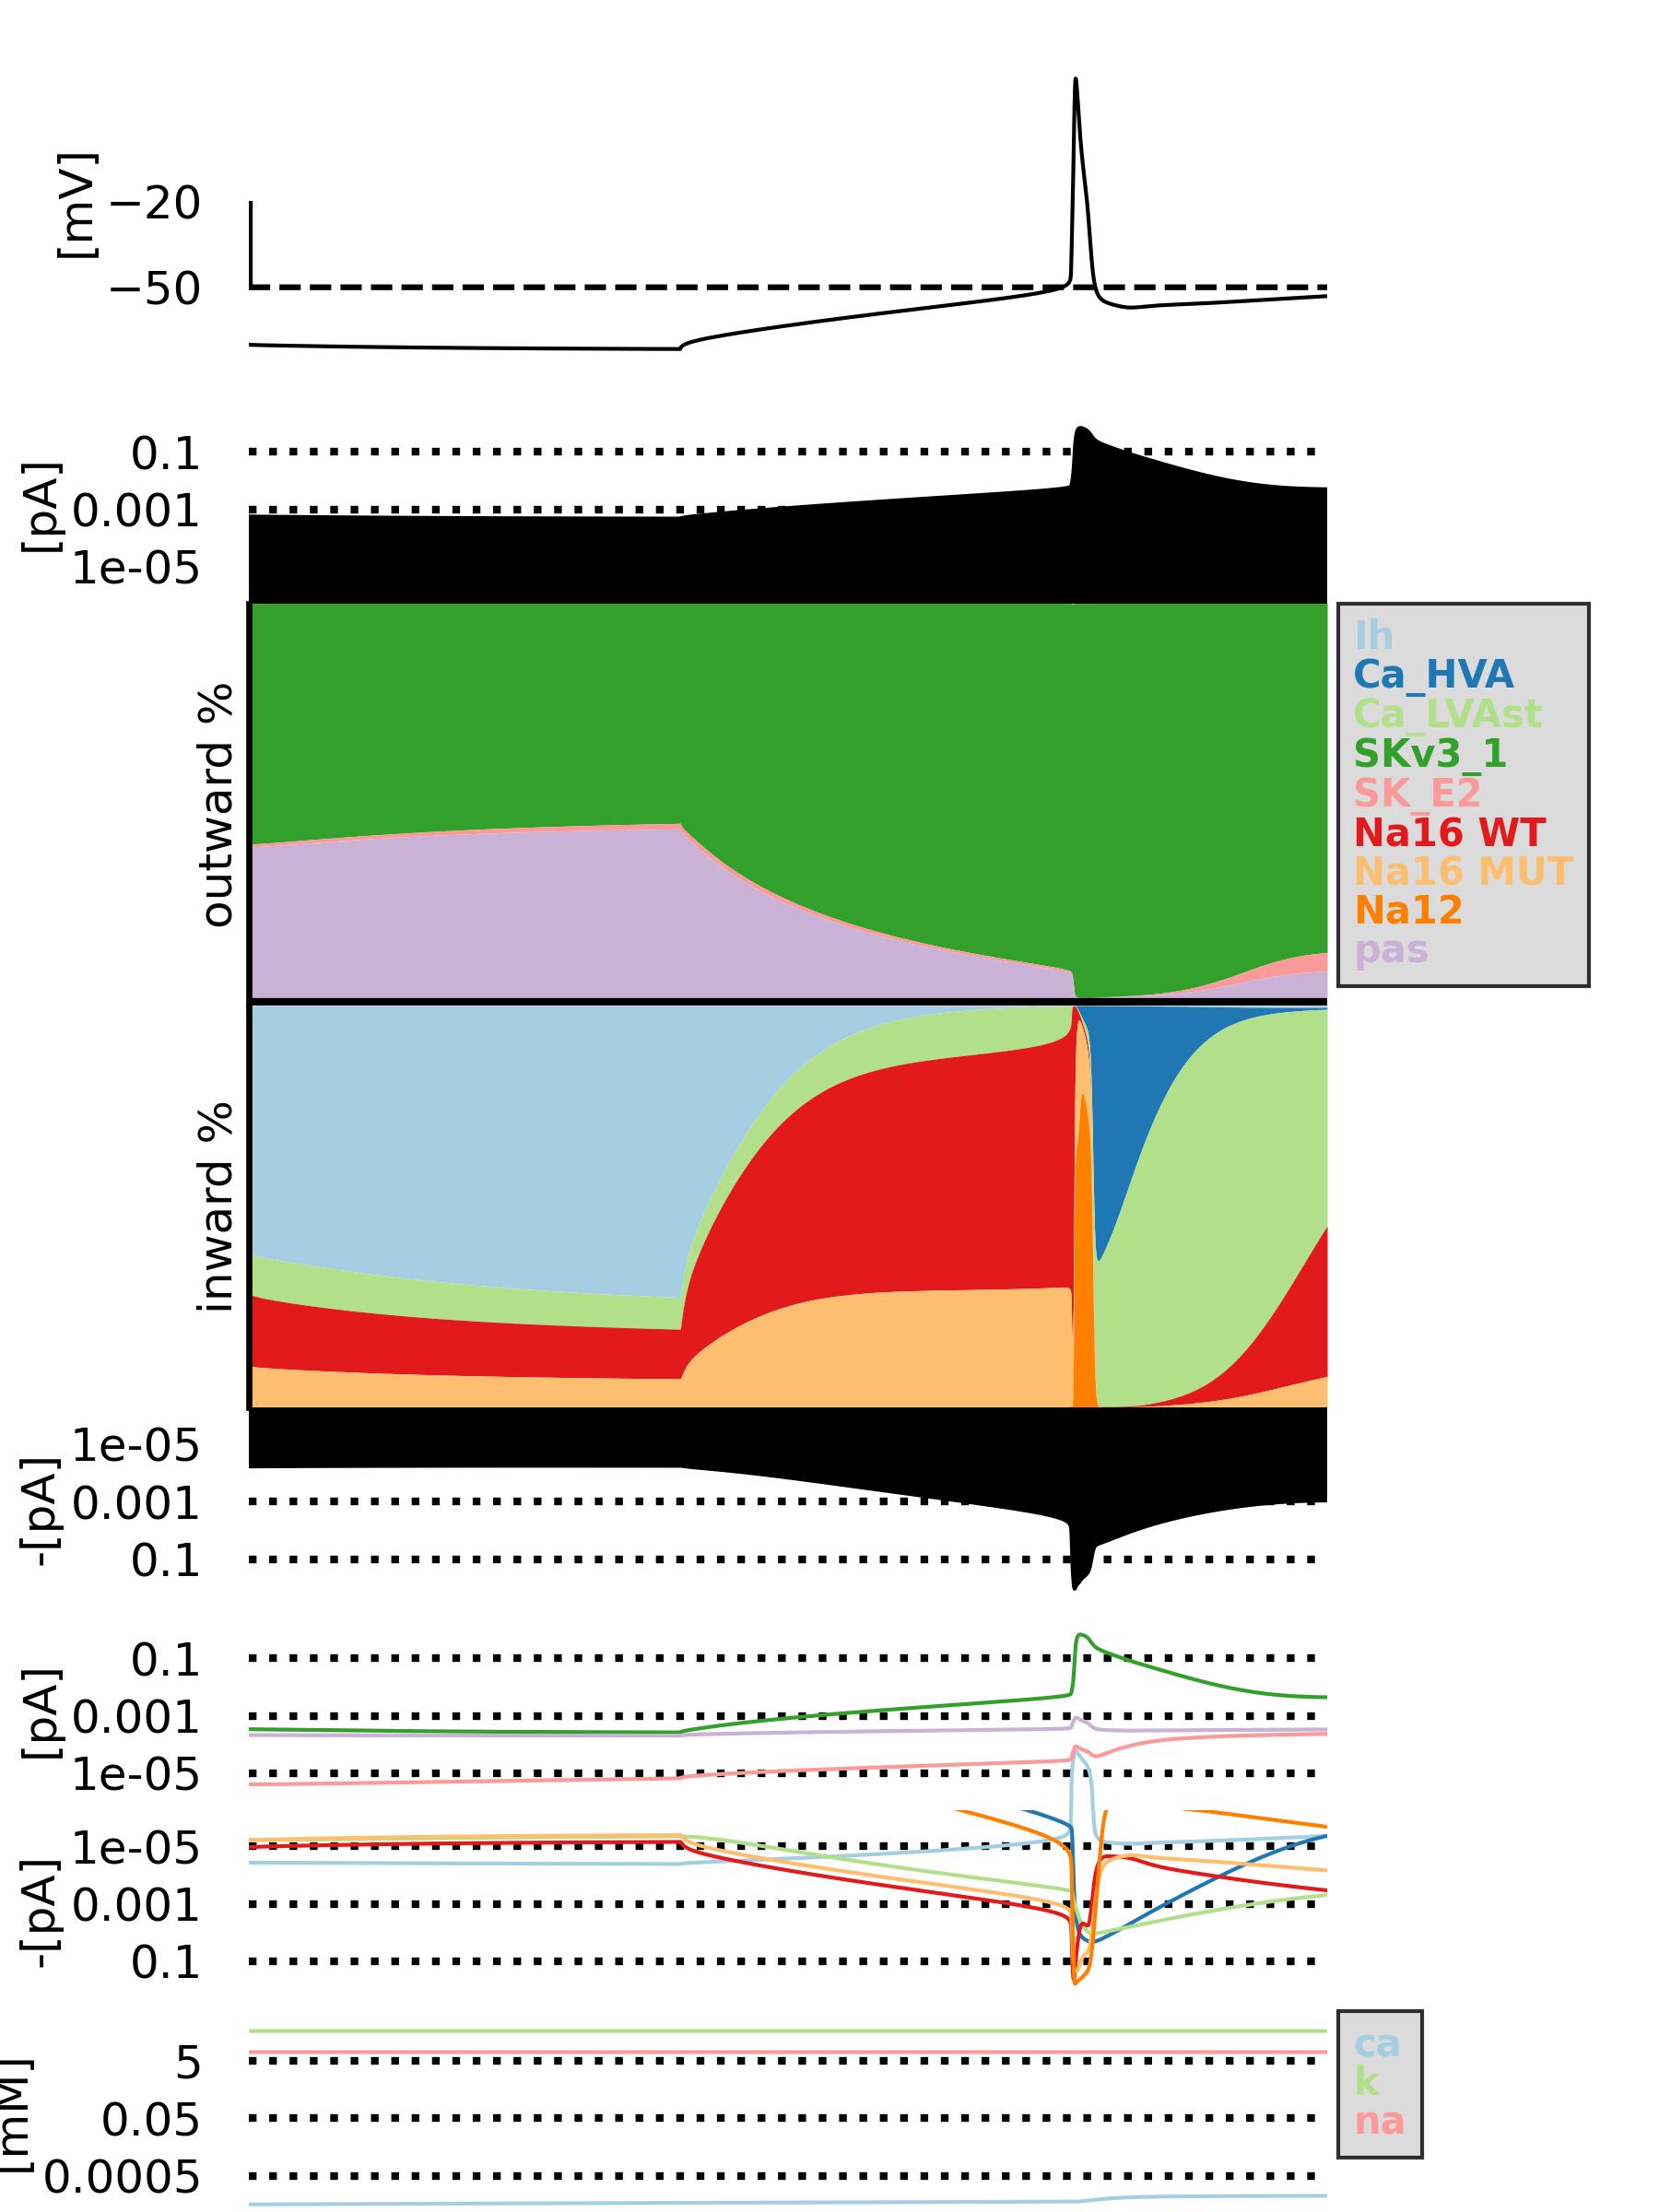 [mV]
−20
−50
[pA]
0.1
0.001
1e-05
outward %
Ih
Ca_HVA
Ca_LVAst
SKv3_1
SK_E2
Na16 WT
Na16 MUT
Na12
pas
inward %
-[pA]
1e-05
0.001
0.1
[pA]
0.1
0.001
1e-05
-[pA]
1e-05
0.001
0.1
[mM]
5
0.05
0.0005
ca
k
na